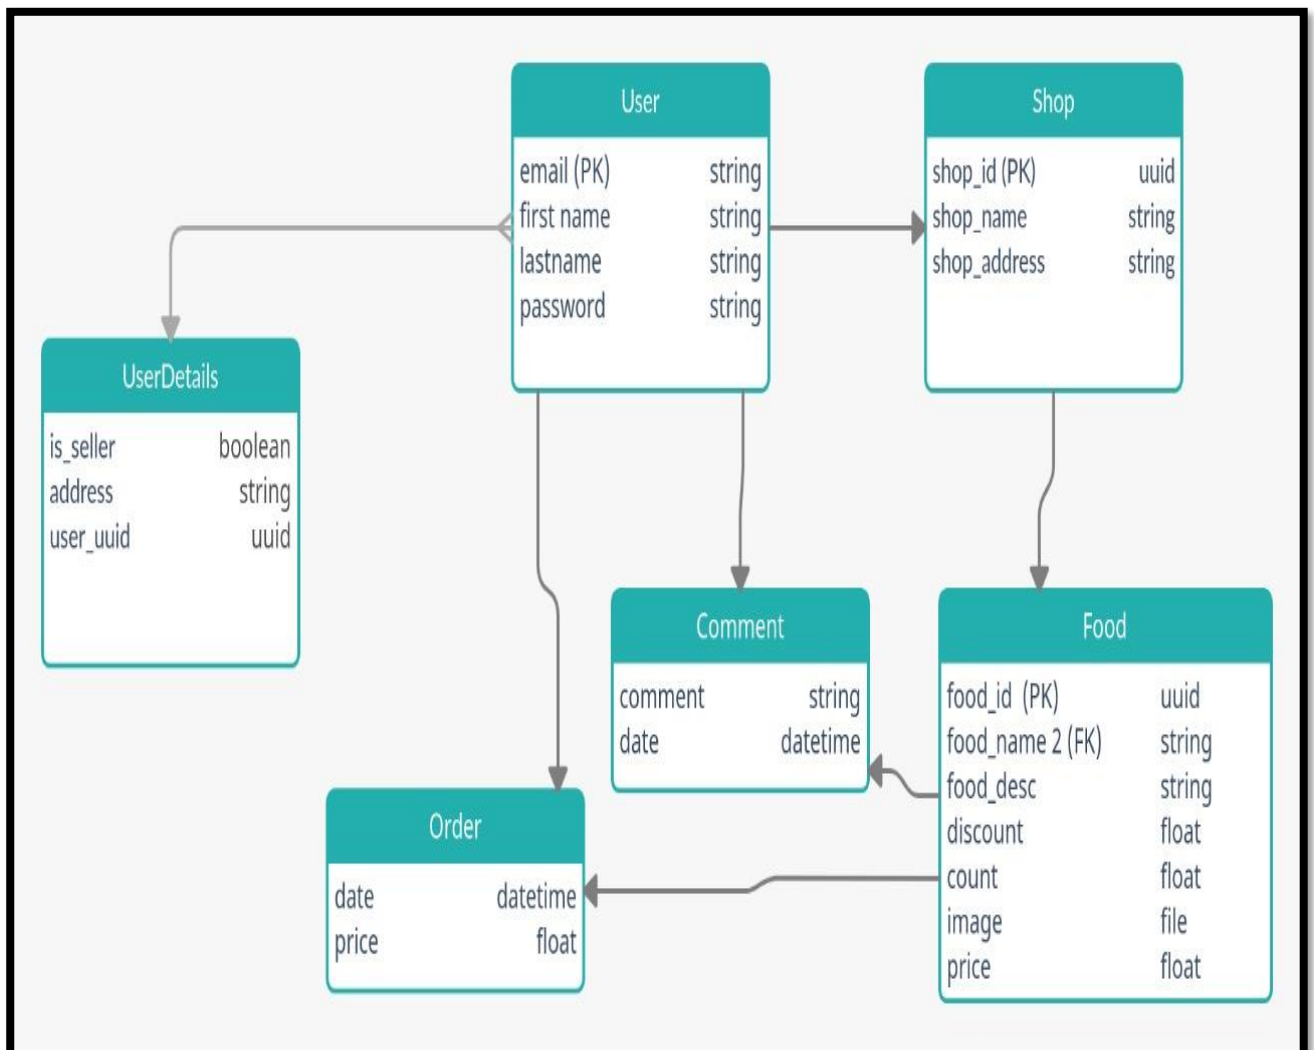 User
email (PK) string
first name string
lastname string
password string
Shop
shop_id (PK) uuid
shop_name string
shop_address string
UserDetails
is_seller boolean
address string
user_uuid uuid
Comment
comment string
date datetime
Food
food_id (PK) uuid
food_name 2 (FK) string
food_desc string
discount float
count float
image file
price float
Order
date datetime
price float